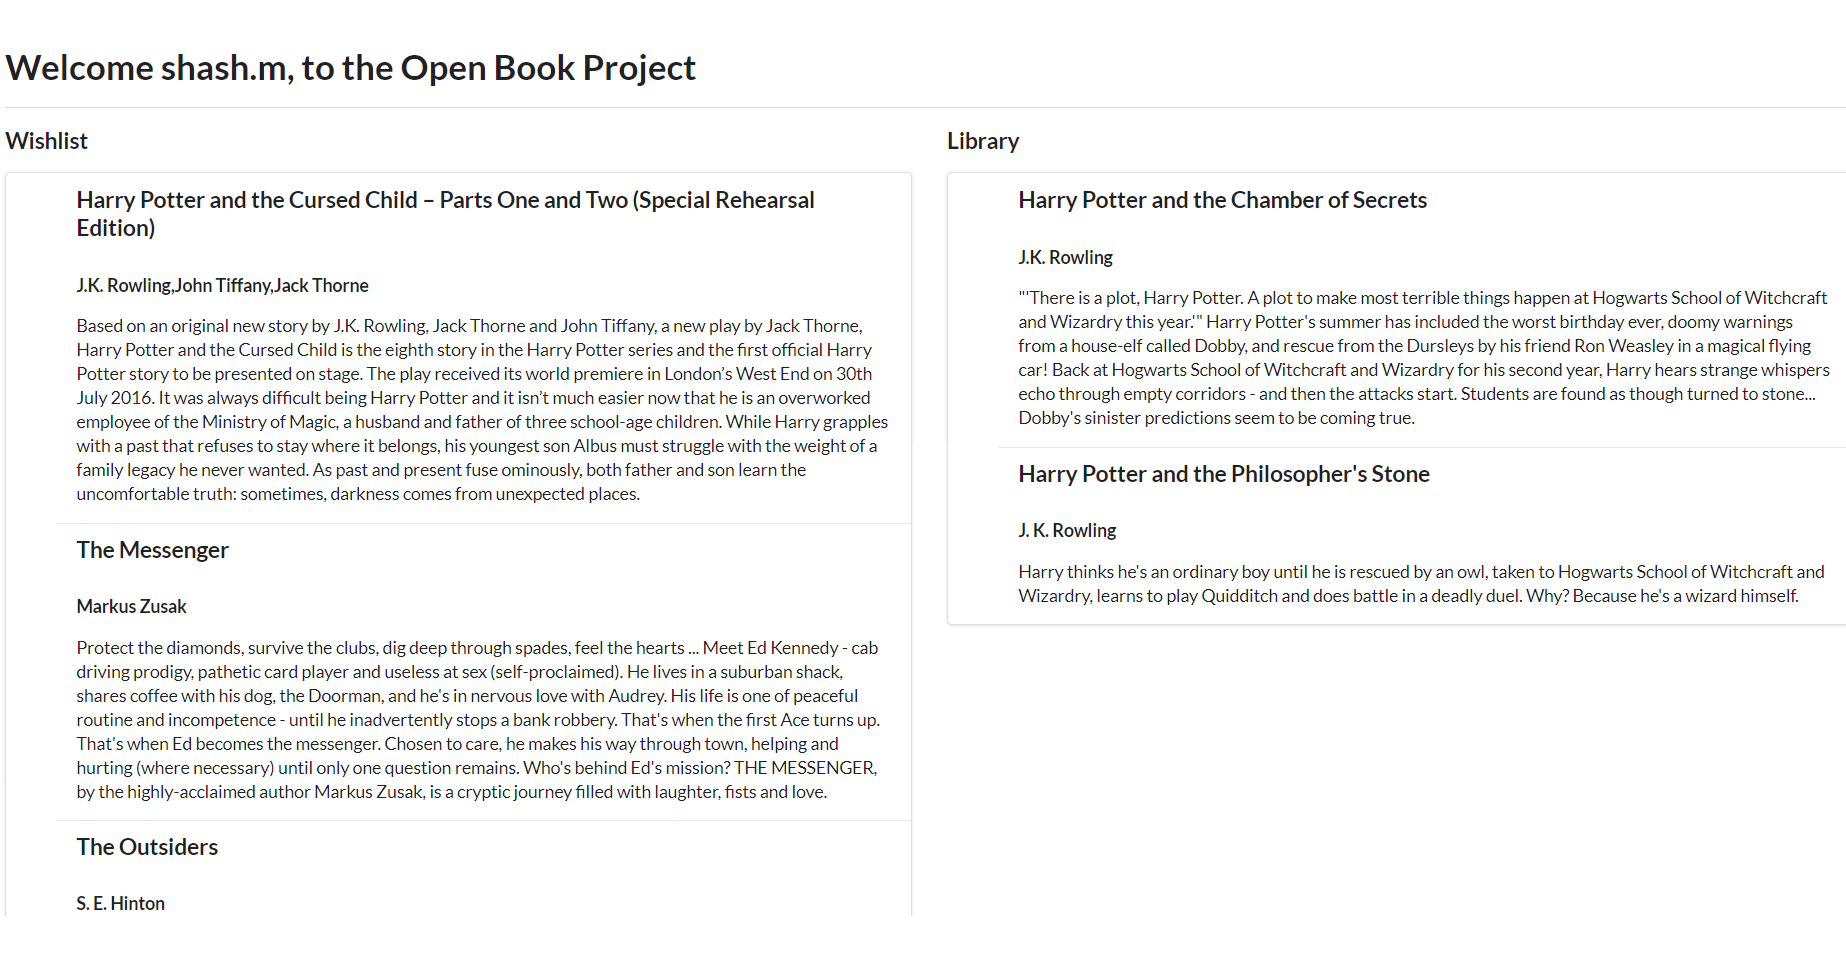 Welcome shash.m, to the Open Book Project
Wishlist
Harry Potter and the Cursed Child – Parts One and Two (Special Rehearsal
Edition)
J.K. Rowling,John Tiffany,Jack Thorne
Based on an original new story by J.K. Rowling, Jack Thorne and John Tiffany, a new play by Jack Thorne,
Harry Potter and the Cursed Child is the eighth story in the Harry Potter series and the first official Harry
Potter story to be presented on stage. The play received its world premiere in London’s West End on 30th
July 2016. It was always difficult being Harry Potter and it isn’t much easier now that he is an overworked
employee of the Ministry of Magic, a husband and father of three school-age children. While Harry grapples
with a past that refuses to stay where it belongs, his youngest son Albus must struggle with the weight of a
family legacy he never wanted. As past and present fuse ominously, both father and son learn the
uncomfortable truth: sometimes, darkness comes from unexpected places.
The Messenger
Markus Zusak
Protect the diamonds, survive the clubs, dig deep through spades, feel the hearts ... Meet Ed Kennedy - cab
driving prodigy, pathetic card player and useless at sex (self-proclaimed). He lives in a suburban shack,
shares coffee with his dog, the Doorman, and he's in nervous love with Audrey. His life is one of peaceful
routine and incompetence - until he inadvertently stops a bank robbery. That's when the first Ace turns up.
That's when Ed becomes the messenger. Chosen to care, he makes his way through town, helping and
hurting (where necessary) until only one question remains. Who's behind Ed's mission? THE MESSENGER,
by the highly-acclaimed author Markus Zusak, is a cryptic journey filled with laughter, fists and love.
The Outsiders
S. E. Hinton
Library
Harry Potter and the Chamber of Secrets
J.K. Rowling
"'There is a plot, Harry Potter. A plot to make most terrible things happen at Hogwarts School of Witchcraft
and Wizardry this year.'" Harry Potter's summer has included the worst birthday ever, doomy warnings
from a house-elf called Dobby, and rescue from the Dursleys by his friend Ron Weasley in a magical flying
car! Back at Hogwarts School of Witchcraft and Wizardry for his second year, Harry hears strange whispers
echo through empty corridors - and then the attacks start. Students are found as though turned to stone...
Dobby's sinister predictions seem to be coming true.
Harry Potter and the Philosopher's Stone
J. K. Rowling
Harry thinks he's an ordinary boy until he is rescued by an owl, taken to Hogwarts School of Witchcraft and
Wizardry, learns to play Quidditch and does battle in a deadly duel. Why? Because he's a wizard himself.